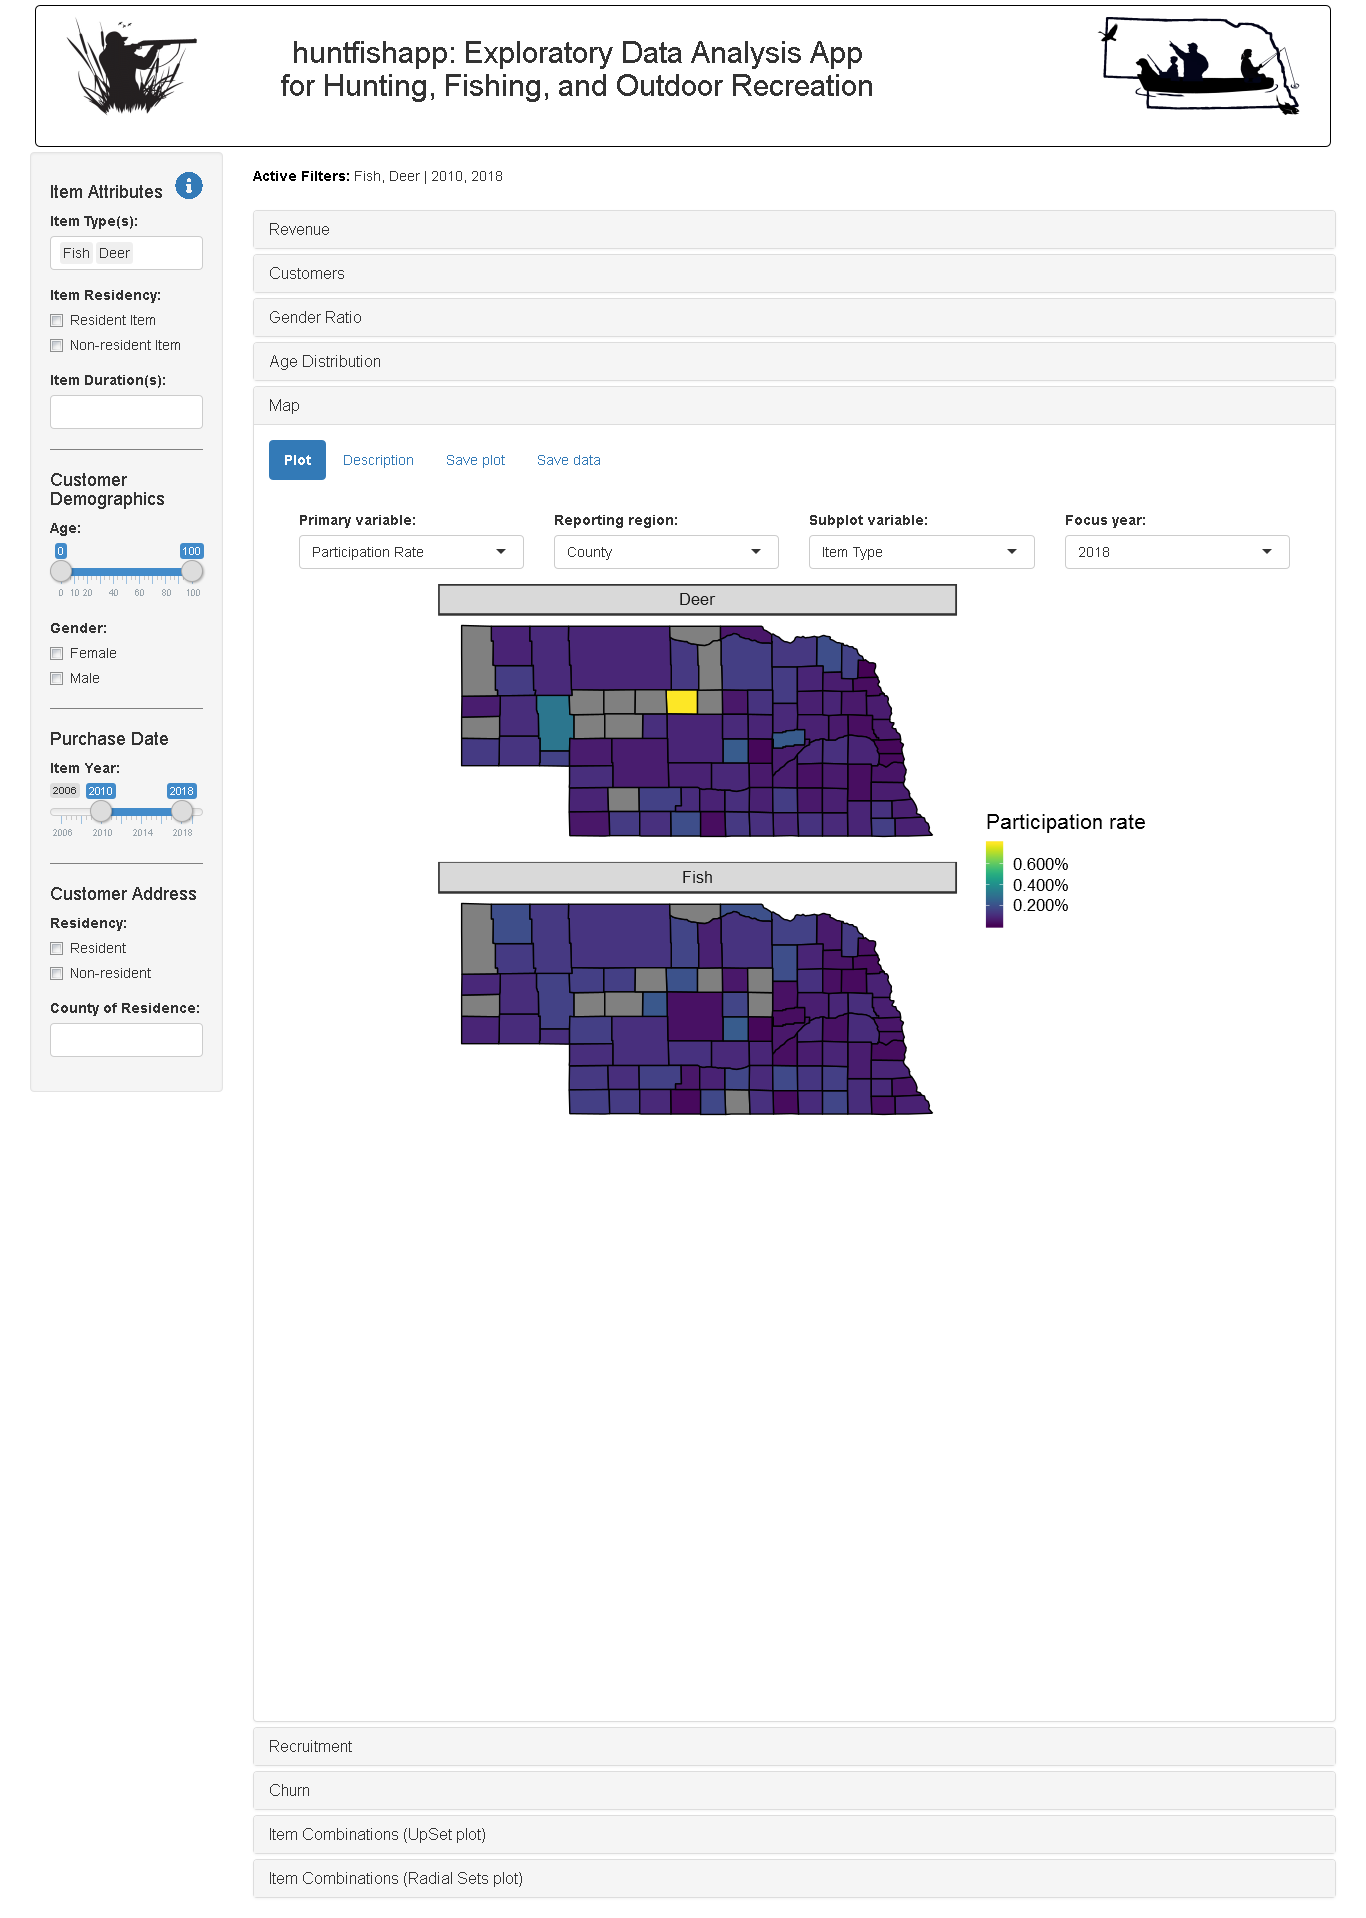 huntfishapp: Exploratory Data Analysis App
for Hunting, Fishing, and Outdoor Recreation
Item Attributes
Item Type(s):
Fish Deer
Item Residency:
Resident Item
Non-resident Item
Item Duration(s):
Customer
Demographics
Age:
0 100
0 10 20 40 60 80 100
Gender:
Female
Male
Purchase Date
Item Year:
2006 2010 2018
2006 2010 2014 2018
Customer Address
Residency:
Resident
Non-resident
County of Residence:
Active Filters: Fish, Deer | 2010, 2018
Revenue
Customers
Gender Ratio
Age Distribution
Map
Plot Description Save plot Save data
Primary variable: Reporting region: Subplot variable: Focus year:
Participation Rate County Item Type 2018
Deer
Fish
Participation rate
0.600%
0.400%
0.200%
Recruitment
Churn
Item Combinations (UpSet plot)
Item Combinations (Radial Sets plot)